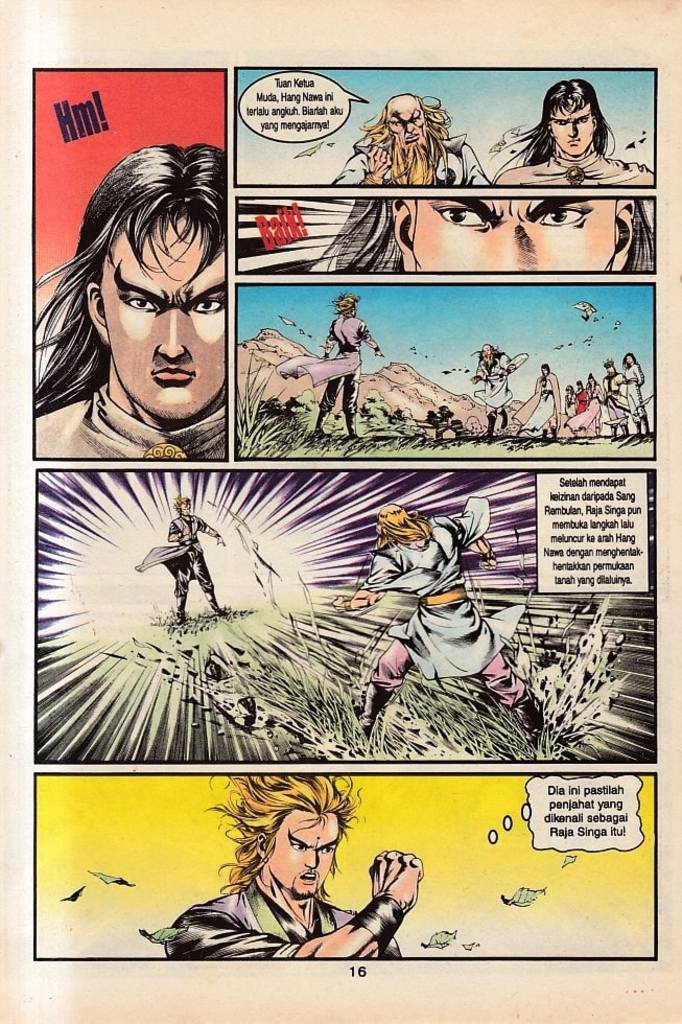 Hm!
Tuan Ketua
Muda, Hang Nawa ini
terlalu angkuh. Biarlah aku
yang mengajarnya!
Baik!
Setelah mendapat
keizinan daripada Sang
Rembulan, Raja Singa pun
membuka langkah lalu
meluncur ke arah Hang
Nawa dengan menghentak-
hentakkan permukaan
tanah yang dilaluinya.
Dia ini pastilah
penjahat yang
dikenali sebagai
Raja Singa itu!
16